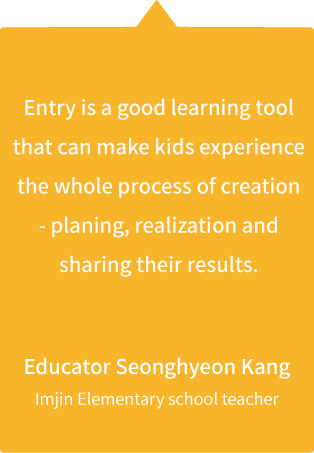 Entry is a good learning tool
that can make kids experience
the whole process of creation
- planing, realization and
sharing their results.
Educator Seonghyeon Kang
Imjin Elementary school teacher